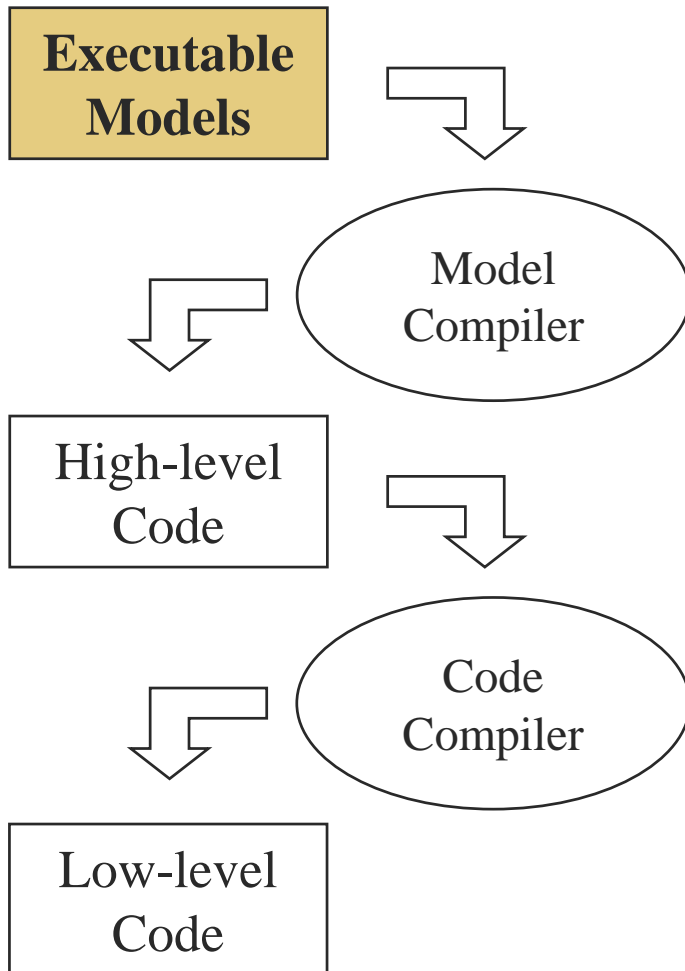 Executable
Models
Model
Compiler
High-level
Code
Code
Compiler
Low-level
Code